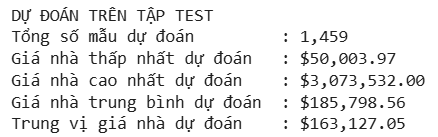 DỰ ĐOÁN TRÊN TẬP TEST
Tổng số mẫu dự đoán : 1,459
Giá nhà thấp nhất dự đoán : $50,003.97
Giá nhà cao nhất dự đoán : $3,073,532.00
Giá nhà trung bình dự đoán : $185,798.56
Trung vị giá nhà dự đoán : $163,127.05